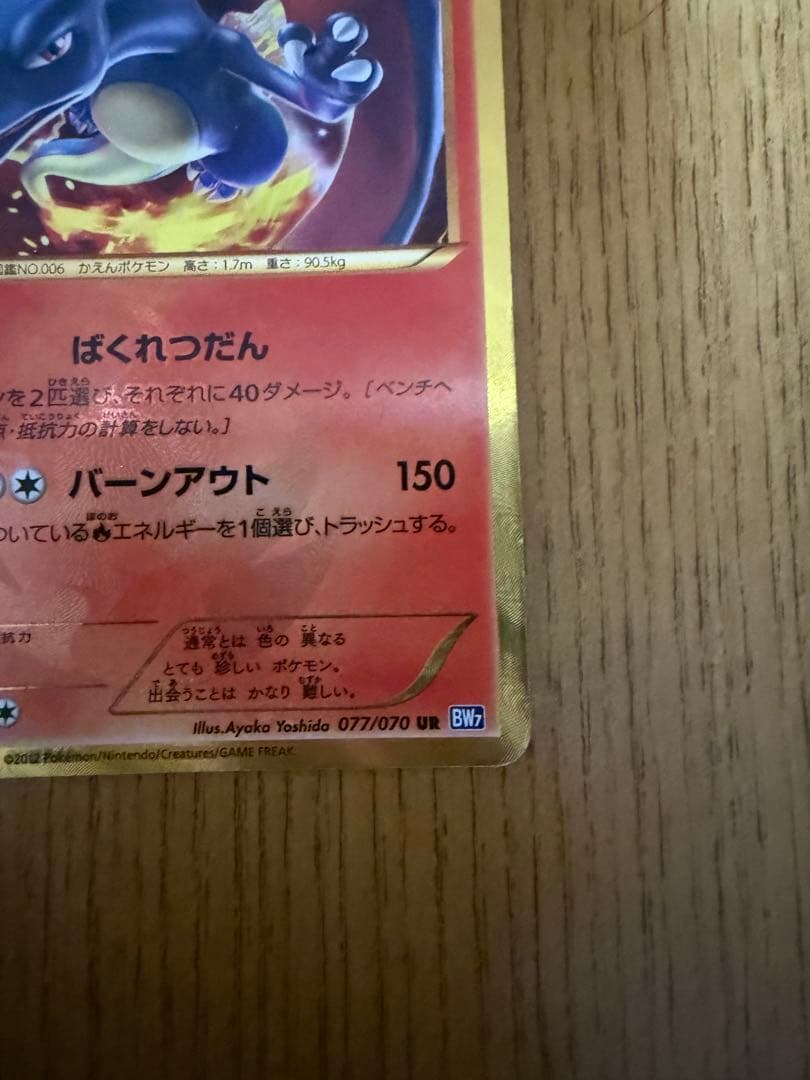 図鑑NO.006 かえんポケモン 高さ:1.7m 重さ:90.5kg
ばくれつだん
ンを2匹選び、それぞれに40ダメージ。[ベンチへ
点・抵抗力の計算をしない。]
バーンアウト 150
ついているエネルギーを1個選び、トラッシュする。
抵抗力
通常とは 色の 異なる
とても 珍しい ポケモン。
出会うことは かなり 難しい。
Illus.Ayaka Yoshida 077/070 UR BW7
©2012 Pokémon/Nintendo/Creatures/GAME FREAK.